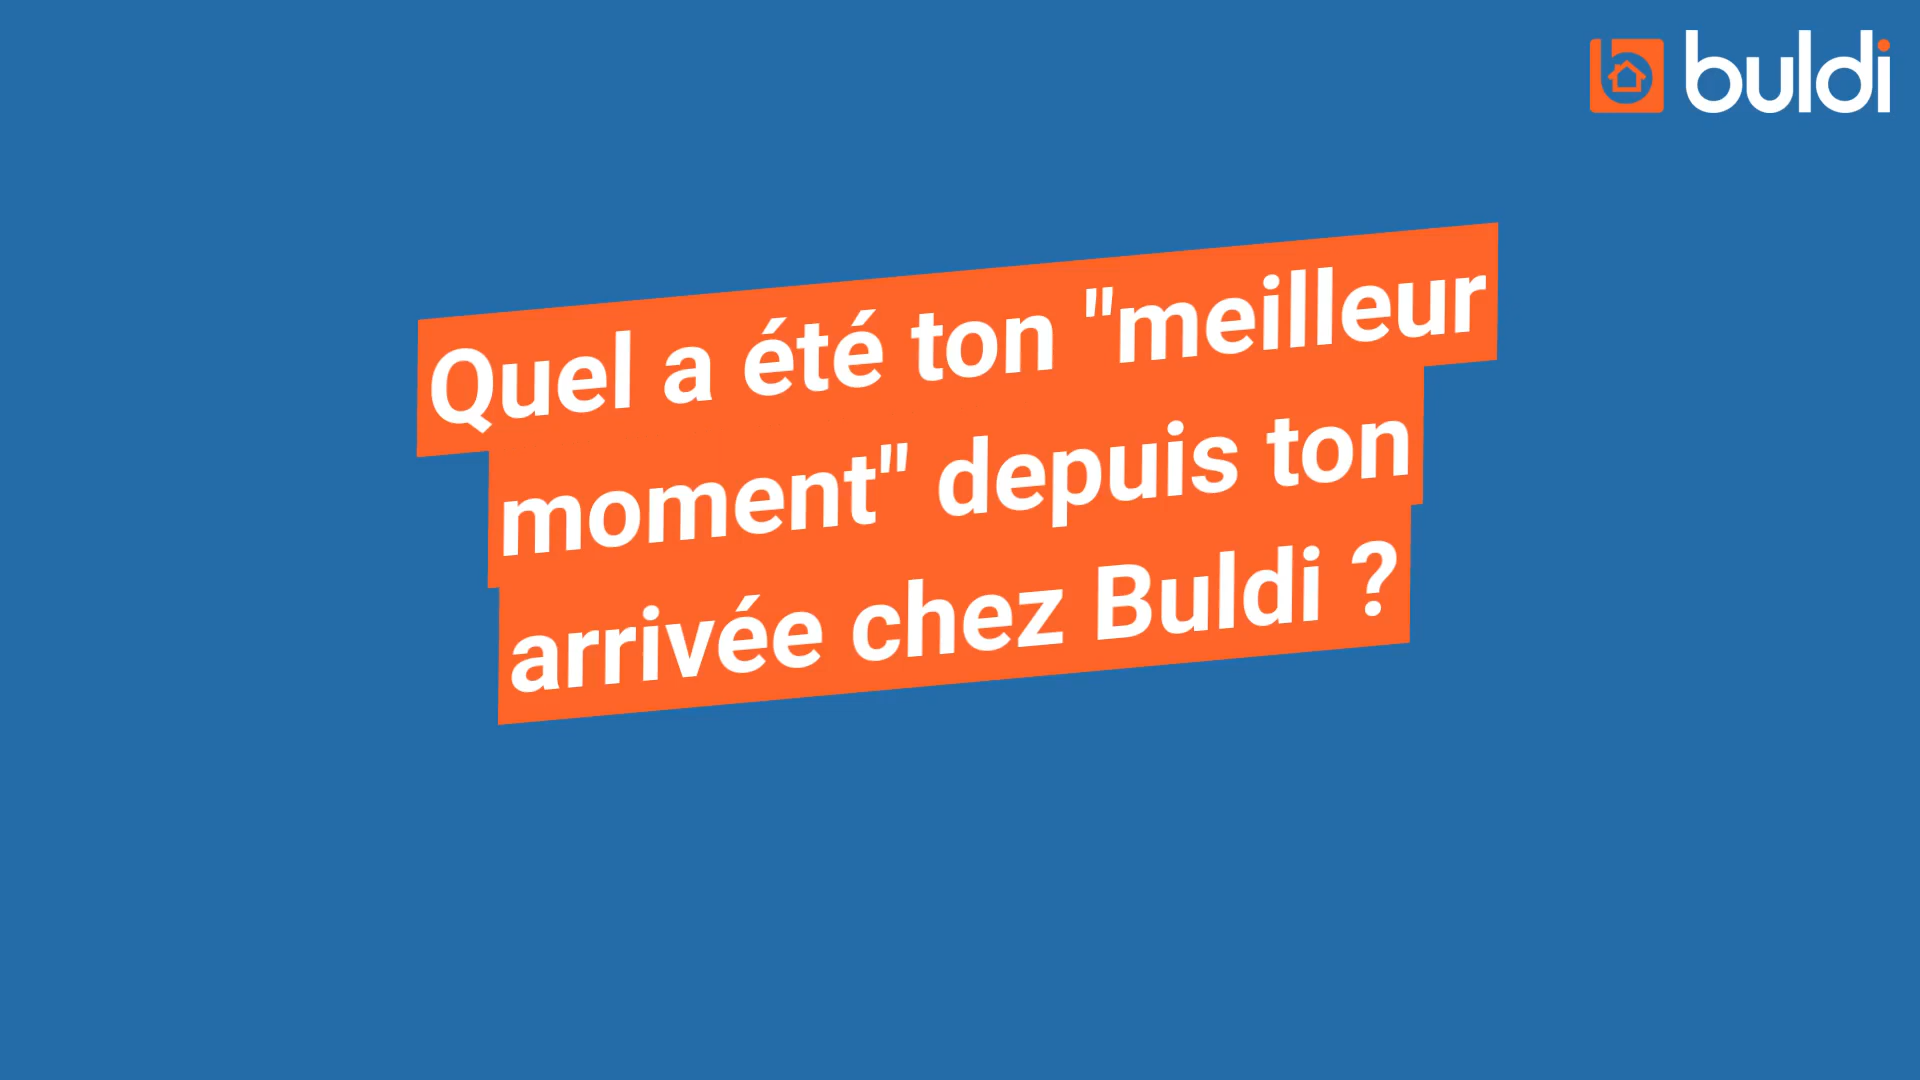 buldi
Quel a été ton "meilleur
moment" depuis ton
arrivée chez Buldi ?